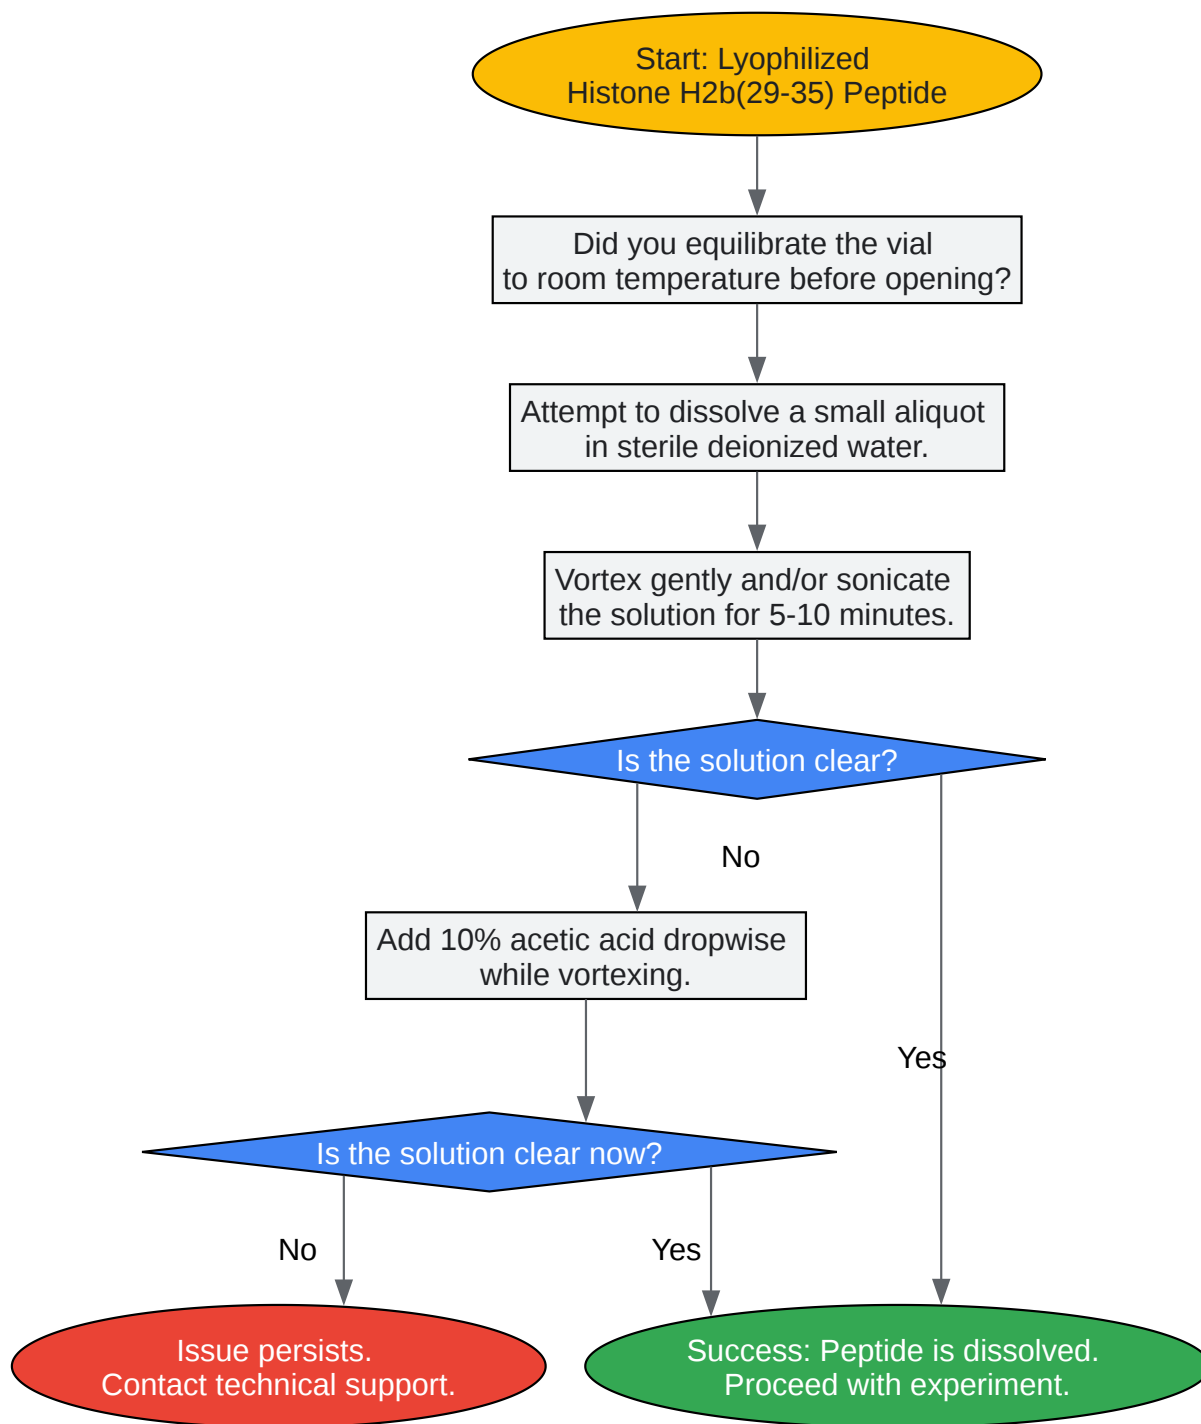 Start: Lyophilized
Histone H2b(29-35) Peptide
Did you equilibrate the vial
to room temperature before opening?
Attempt to dissolve a small aliquot
in sterile deionized water.
Vortex gently and/or sonicate
the solution for 5-10 minutes.
Is the solution clear?
No
Add 10% acetic acid dropwise
while vortexing.
Yes
Is the solution clear now?
No
Yes
Issue persists.
Contact technical support.
Success: Peptide is dissolved.
Proceed with experiment.